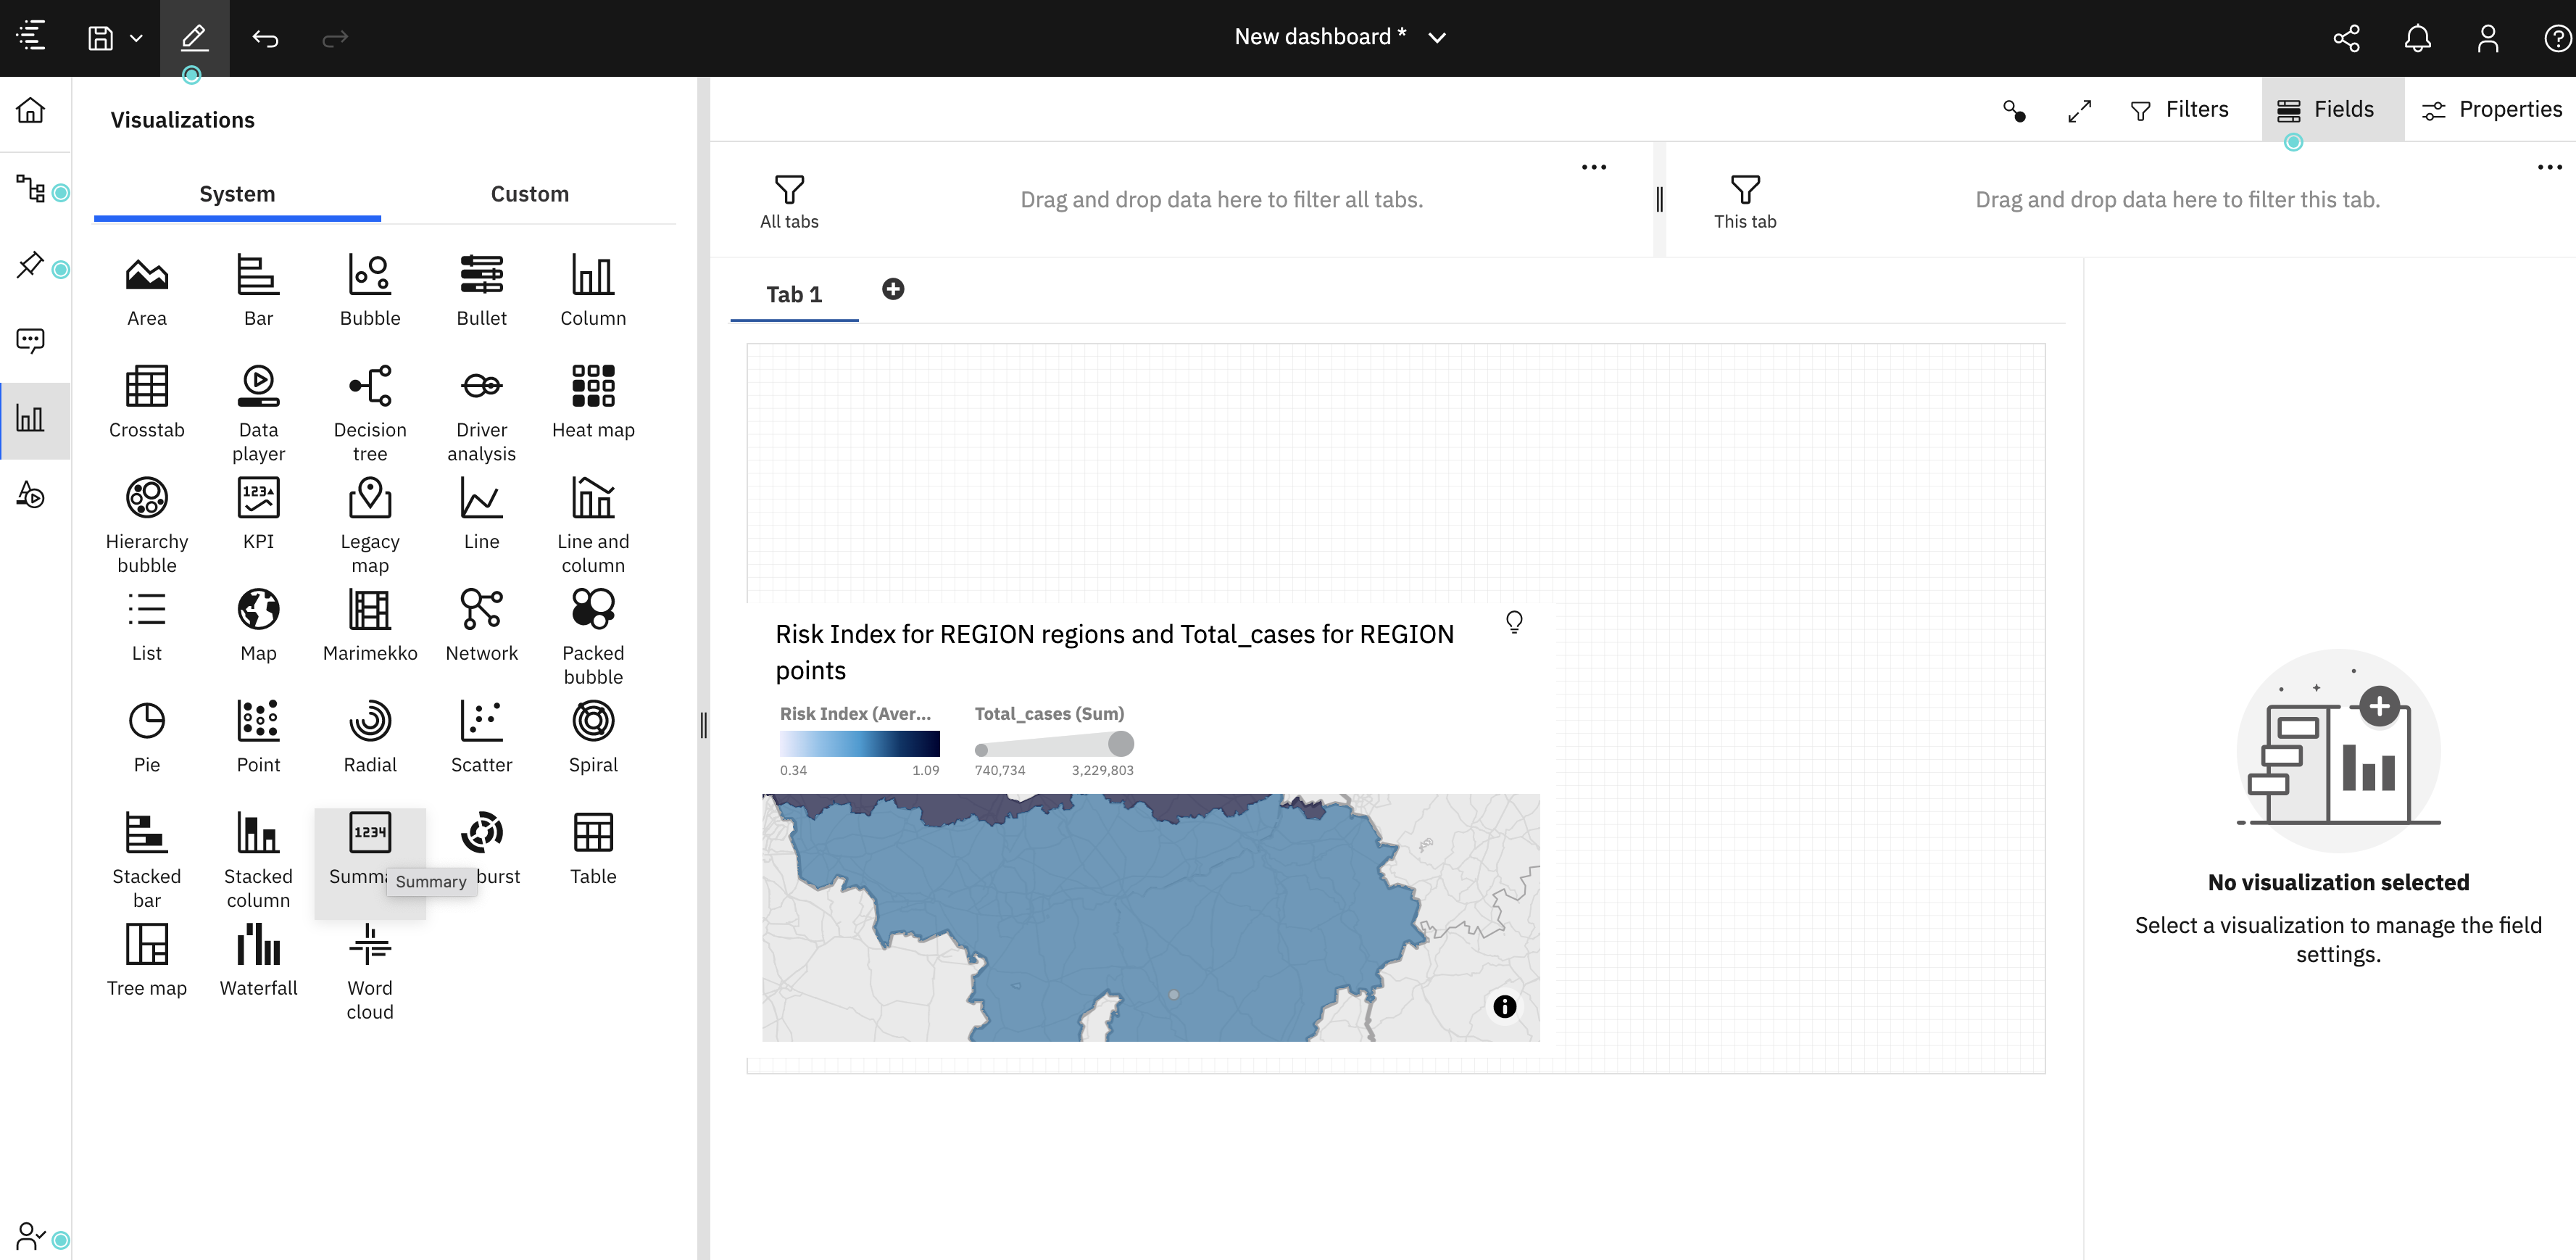 New dashboard *
Visualizations
System
Custom
Filters
Fields
Properties
All tabs
Drag and drop data here to filter all tabs.
This tab
Drag and drop data here to filter this tab.
Tab 1
Area
Bar
Bubble
Bullet
Column
Crosstab
Data
player
Decision
tree
Driver
analysis
Heat map
Hierarchy
bubble
123
KPI
Legacy
map
Line
Line and
column
List
Map
Marimekko
Network
Packed
bubble
Pie
Point
Radial
Scatter
Spiral
Stacked
bar
Stacked
column
1234
Summa
Summary
burst
Table
Tree map
Waterfall
Word
cloud
Risk Index for REGION regions and Total_cases for REGION
points
Risk Index (Aver...
Total_cases (Sum)
0.34
1.09
740,734
3,229,803
No visualization selected
Select a visualization to manage the field
settings.